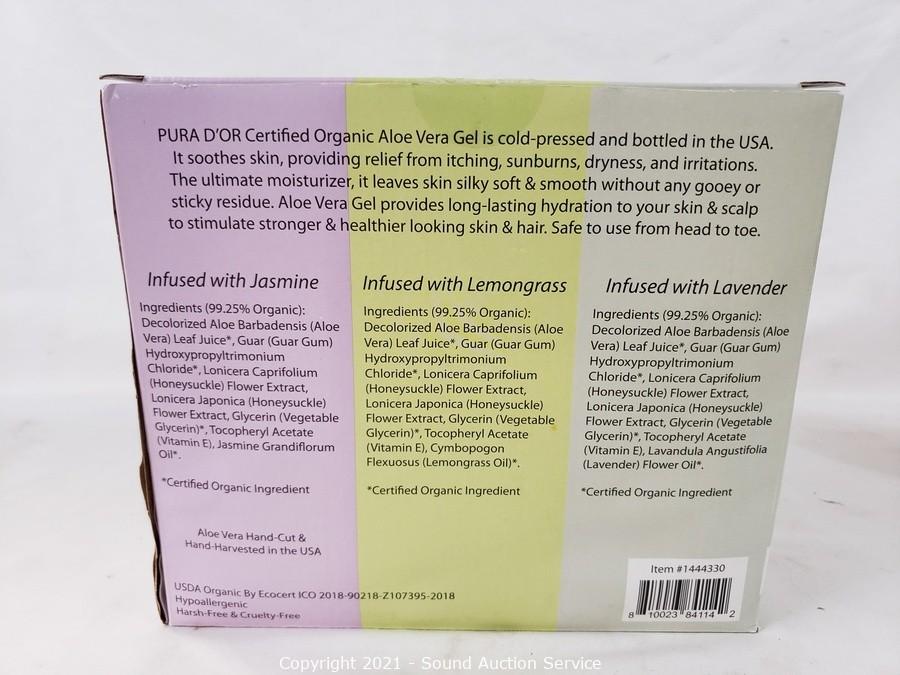 PURA D'OR Certified Organic Aloe Vera Gel is cold-pressed and bottled in the USA.
It soothes skin, providing relief from itching, sunburns, dryness, and irritations.
The ultimate moisturizer, it leaves skin silky soft & smooth without any gooey or
sticky residue. Aloe Vera Gel provides long-lasting hydration to your skin & scalp
to stimulate stronger & healthier looking skin & hair. Safe to use from head to toe.
Infused with Jasmine
Ingredients (99.25% Organic):
Decolorized Aloe Barbadensis (Aloe
Vera) Leaf Juice*, Guar (Guar Gum)
Hydroxypropyltrimonium
Chloride*, Lonicera Caprifolium
(Honeysuckle) Flower Extract,
Lonicera Japonica (Honeysuckle)
Flower Extract, Glycerin (Vegetable
Glycerin)*, Tocopheryl Acetate
(Vitamin E), Jasmine Grandiflorum
Oil*.
*Certified Organic Ingredient
Aloe Vera Hand-Cut &
Hand-Harvested in the USA
USDA Organic By Ecocert ICO 2018-90218-Z107395-2018
Hypoallergenic
Harsh-Free & Cruelty-Free
Infused with Lemongrass
Ingredients (99.25% Organic):
Decolorized Aloe Barbadensis (Aloe
Vera) Leaf Juice*, Guar (Guar Gum)
Hydroxypropyltrimonium
Chloride*, Lonicera Caprifolium
(Honeysuckle) Flower Extract,
Lonicera Japonica (Honeysuckle)
Flower Extract, Glycerin (Vegetable
Glycerin)*, Tocopheryl Acetate
(Vitamin E), Cymbopogon
Flexuosus (Lemongrass Oil)*.
*Certified Organic Ingredient
Infused with Lavender
Ingredients (99.25% Organic):
Decolorized Aloe Barbadensis (Aloe
Vera) Leaf Juice*, Guar (Guar Gum)
Hydroxypropyltrimonium
Chloride*, Lonicera Caprifolium
(Honeysuckle) Flower Extract,
Lonicera Japonica (Honeysuckle)
Flower Extract, Glycerin (Vegetable
Glycerin)*, Tocopheryl Acetate
(Vitamin E), Lavandula Angustifolia
(Lavender) Flower Oil*.
*Certified Organic Ingredient
Item #1444330
8 10023 84114 2
Copyright 2021 - Sound Auction Service